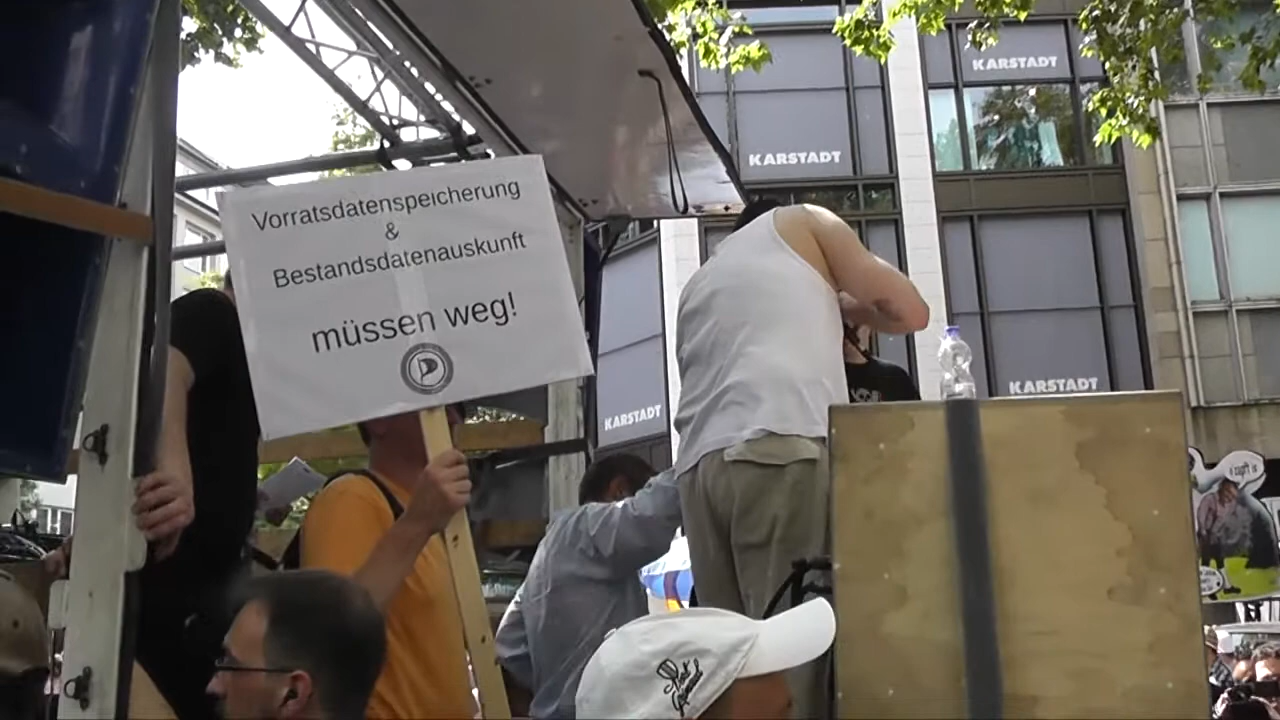 KARSTADT
KARSTADT
Vorratsdatenspeicherung
&
Bestandsdatenauskunft
müssen weg!
KARSTADT
KARSTADT